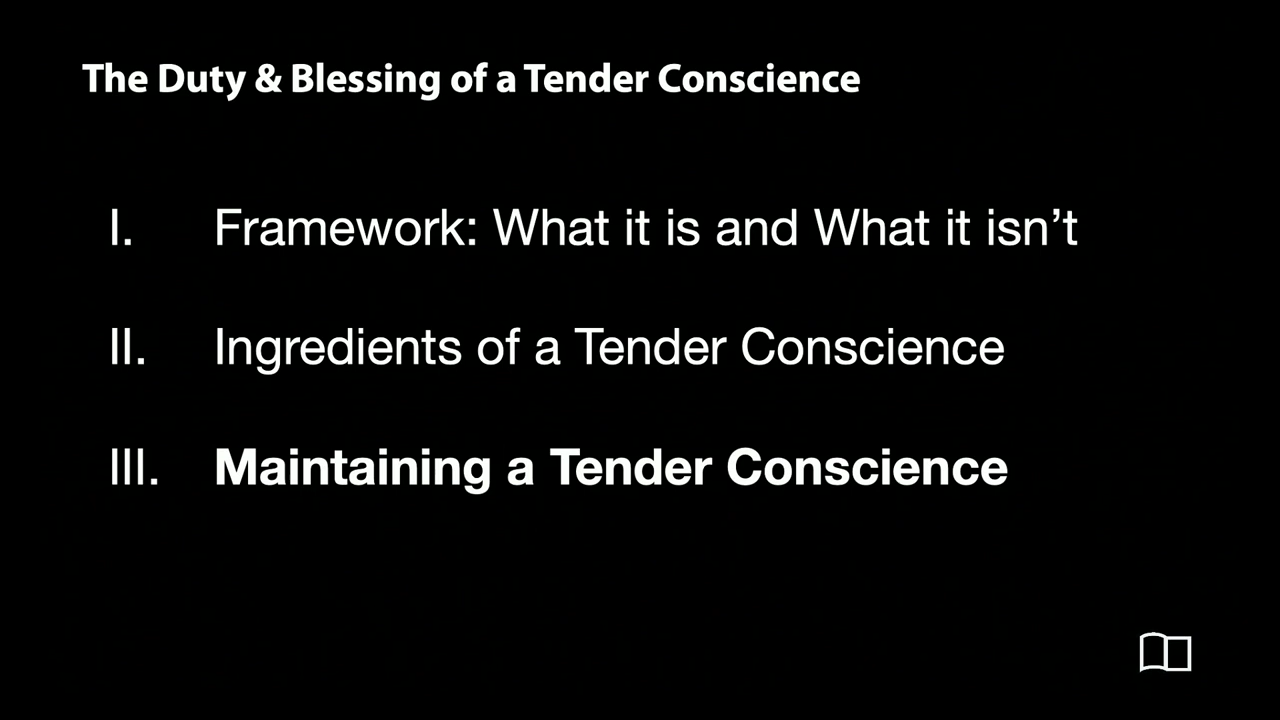 The Duty & Blessing of a Tender Conscience
I. Framework: What it is and What it isn’t
II. Ingredients of a Tender Conscience
III. Maintaining a Tender Conscience